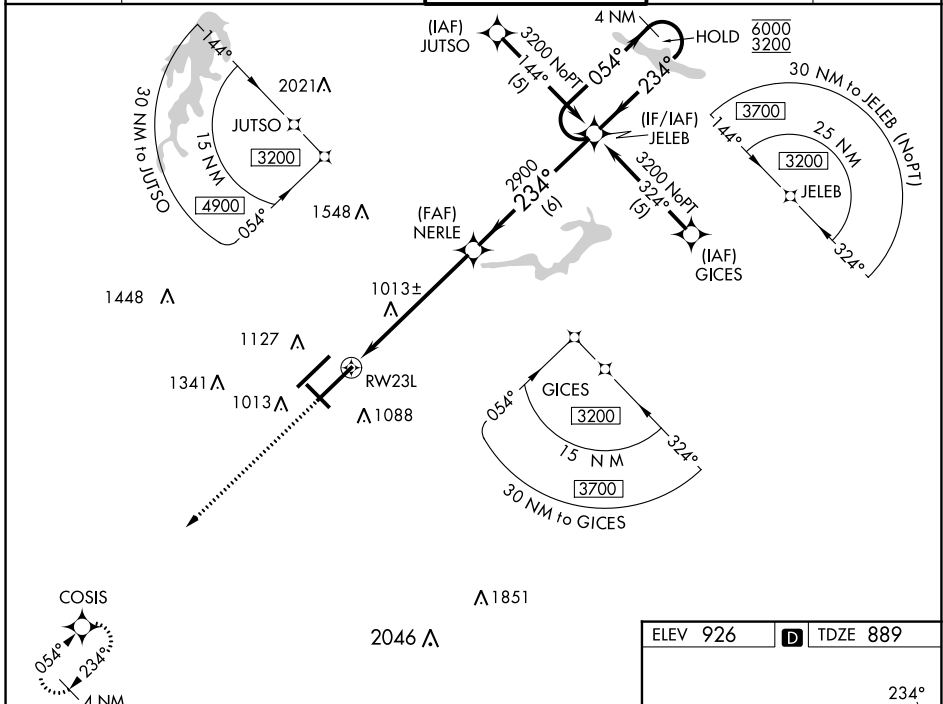 144°
30 NM to JUTSO
15 NM
JUTSO
3200
4900
054°
2021
1548
1448
1127
1341
1013
1088
1013±
RW23L
(IAF)
JUTSO
3200 NoPT
144°
(5)
4 NM
054°
234°
HOLD
6000
3200
(IF/IAF)
JELEB
2900
234°
(6)
(FAF)
NERLE
3200 NoPT
324°
(5)
(IAF)
GICES
30 NM to JELEB (NoPT)
3700
25 NM
144°
3200
JELEB
324°
GICES
054°
3200
324°
15 NM
3700
30 NM to GICES
1851
2046
COSIS
054°
234°
4 NM
ELEV 926
D
TDZE 889
234°